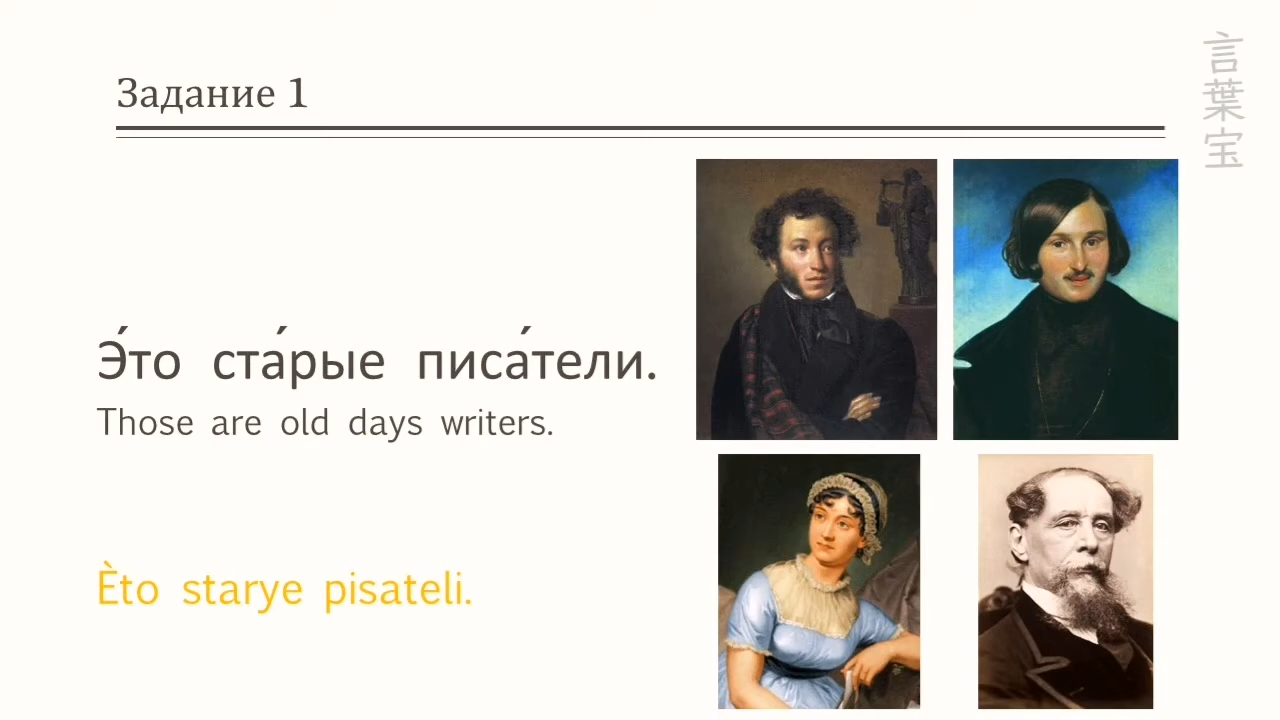 Задание 1
言葉宝
Э́то ста́рые писа́тели.
Those are old days writers.
Èto starye pisateli.